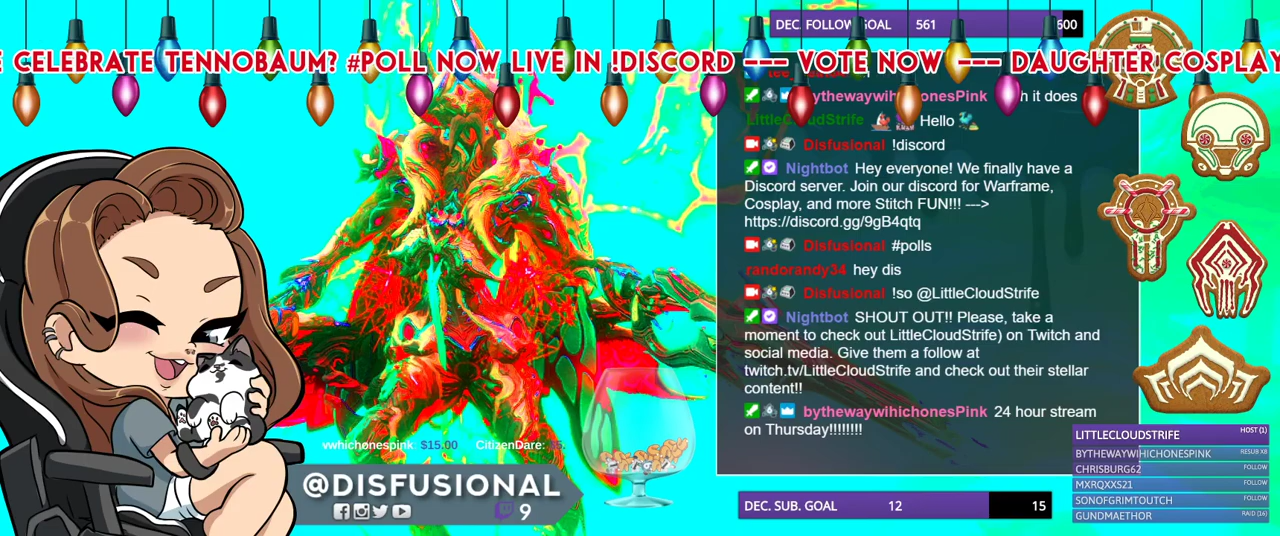 DEC. FOLLOW GOAL 561 600
E CELEBRATE TENNOBAUM? #POLL NOW LIVE IN !DISCORD --- VOTE NOW --- DAUGHTER COSPLAY
bythewaywihichonesPink h it does
LittleCloudStrife Hello
Disfusional !discord
Nightbot Hey everyone! We finally have a
Discord server. Join our discord for Warframe,
Cosplay, and more Stitch FUN!!! --->
https://discord.gg/9gB4qtq
Disfusional #polls
randorandy34 hey dis
Disfusional !so @LittleCloudStrife
Nightbot SHOUT OUT!! Please, take a
moment to check out LittleCloudStrife) on Twitch and
social media. Give them a follow at
twitch.tv/LittleCloudStrife and check out their stellar
content!!
bythewaywihichonesPink 24 hour stream
on Thursday!!!!!!!!
whichonespink: $15.00 CitizenDare:
@DISFUSIONAL
9
DEC. SUB. GOAL 12 15
LITTLECLOUDSTRIFE HOST (1)
BYTHEWAYWIHICHONESPINK RESUB X8
CHRISBURG62 FOLLOW
MXRQXXS21 FOLLOW
SONOFGRIMTOUTCH FOLLOW
GUNDMAETHOR RAID (16)